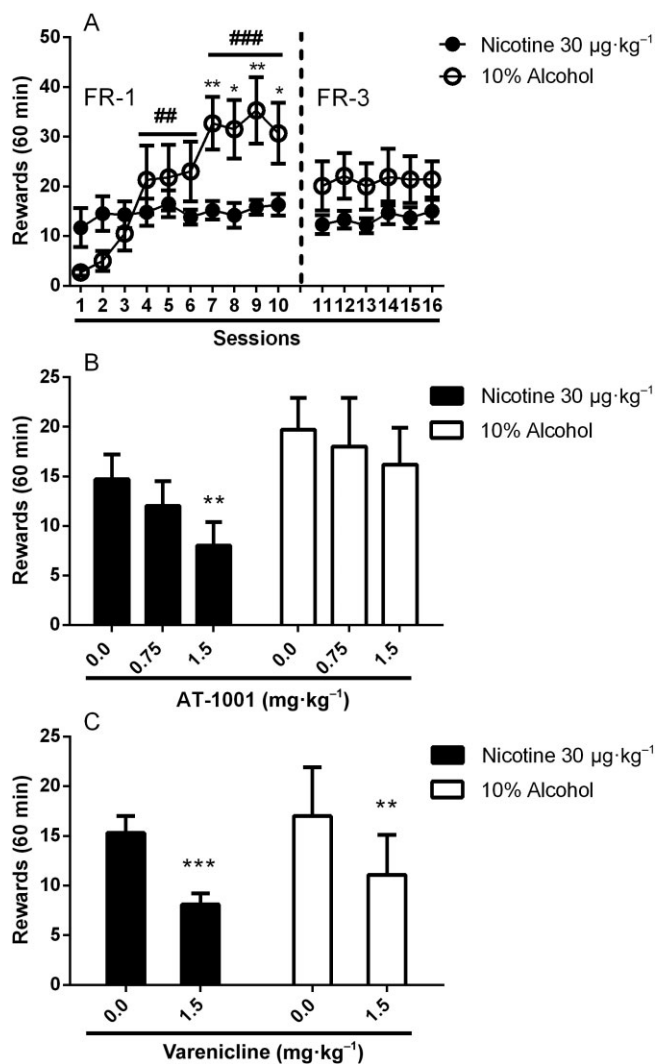 A
###
Nicotine 30 µg·kg⁻¹
10% Alcohol
FR-1
##
** * ** *
FR-3
Rewards (60 min)
50
40
30
20
10
0
1 2 3 4 5 6 7 8 9 10 11 12 13 14 15 16
Sessions
B
Nicotine 30 µg·kg⁻¹
10% Alcohol
**
Rewards (60 min)
25
20
15
10
5
0
0.0 0.75 1.5 0.0 0.75 1.5
AT-1001 (mg·kg⁻¹)
C
Nicotine 30 µg·kg⁻¹
10% Alcohol
***
**
Rewards (60 min)
25
20
15
10
5
0
0.0 1.5 0.0 1.5
Varenicline (mg·kg⁻¹)